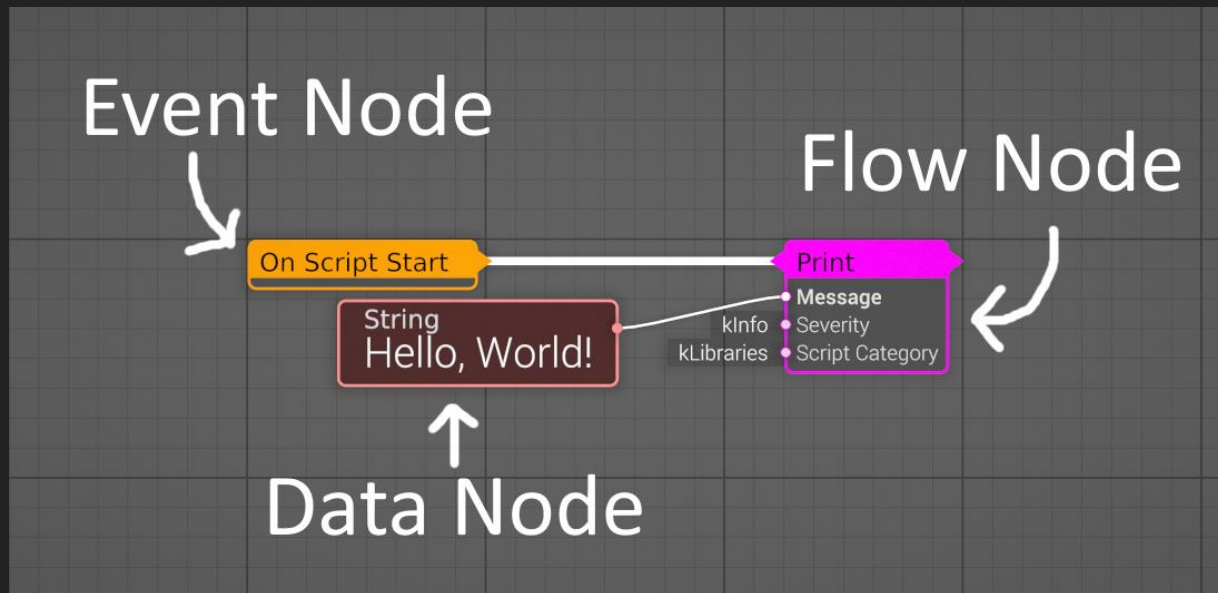 Event Node
Flow Node
On Script Start
Print
Message
String
Hello, World!
kInfo
Severity
kLibraries
Script Category
Data Node